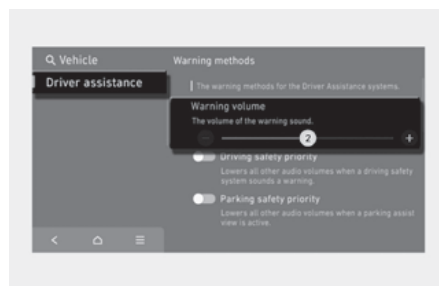 Vehicle
Warning methods
Driver assistance
The warning methods for the Driver Assistance systems.
Warning volume
The volume of the warning sound.
2
Driving safety priority
Lowers all other audio volumes when a driving safety
system sounds a warning.
Parking safety priority
Lowers all other audio volumes when a parking assist
view is active.